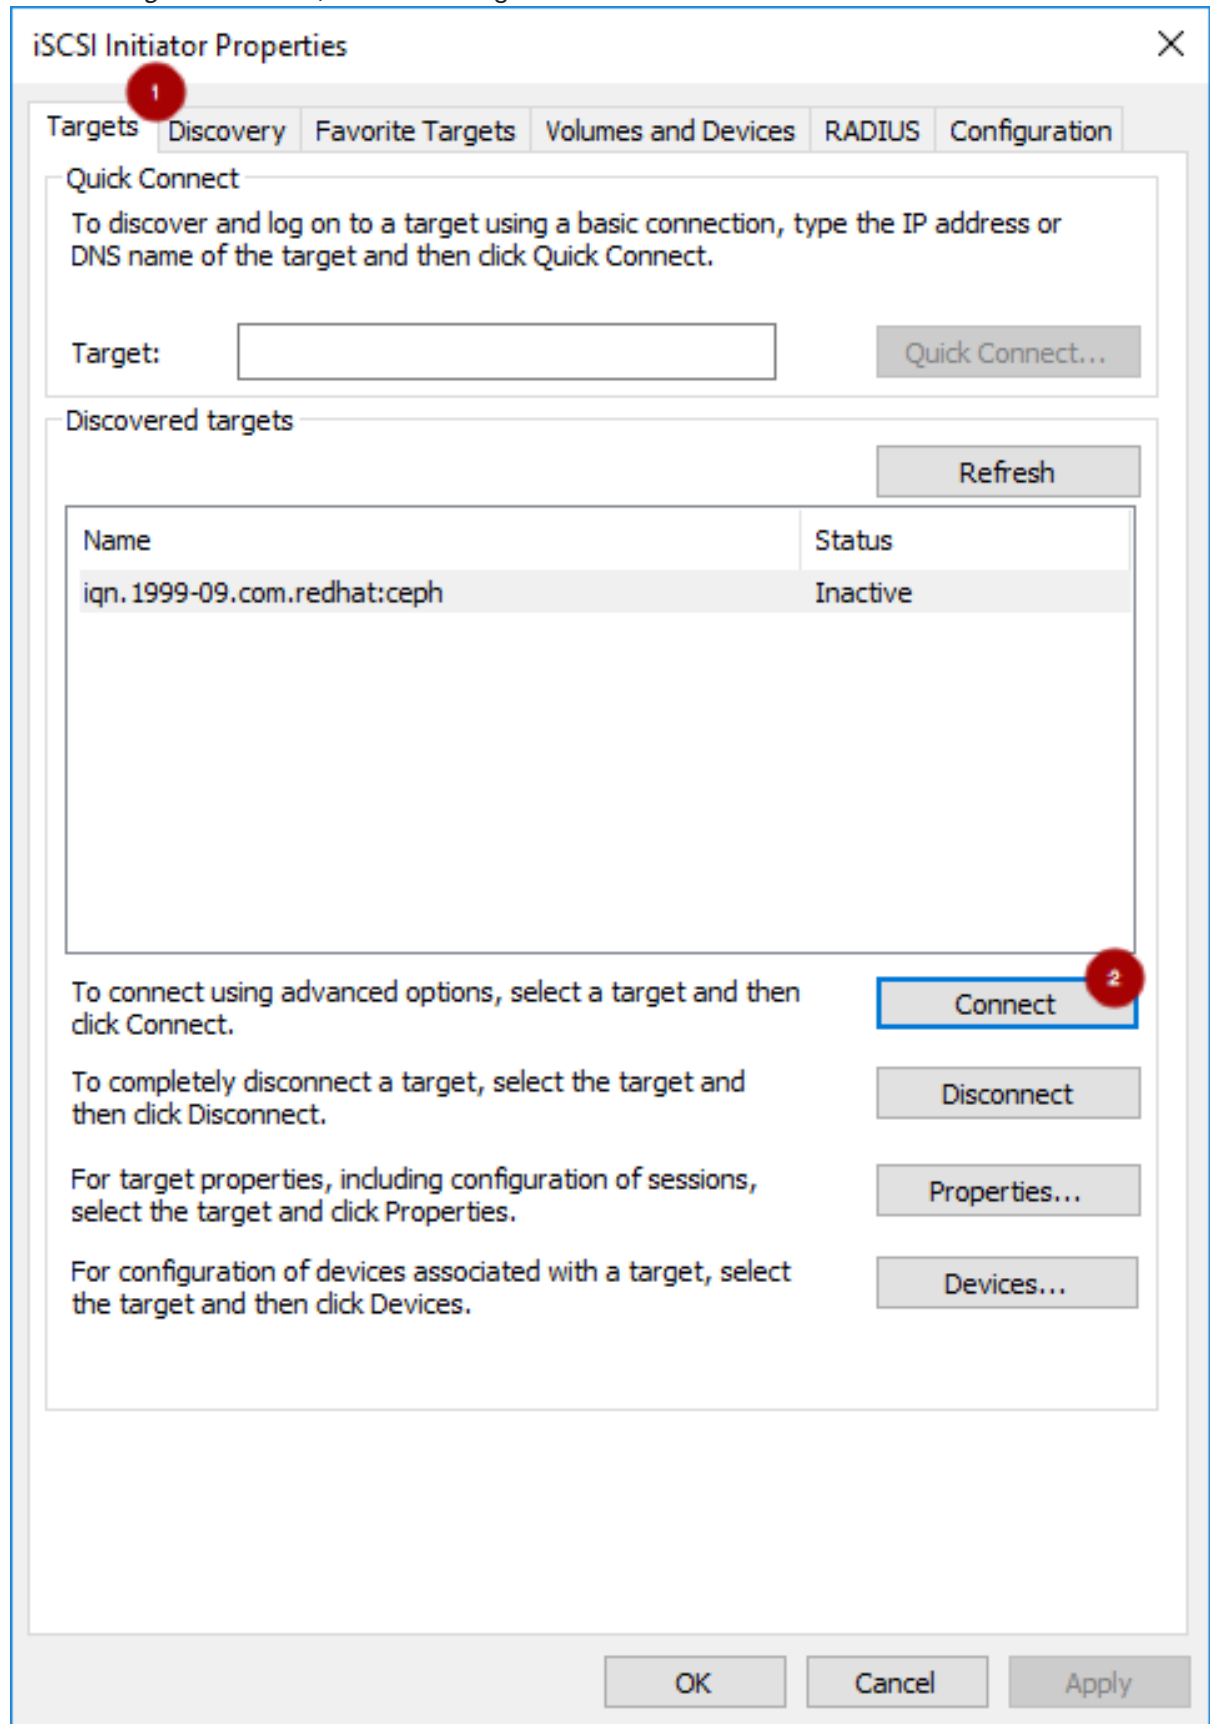 iSCSI Initiator Properties
1
Targets Discovery Favorite Targets Volumes and Devices RADIUS Configuration
Quick Connect
To discover and log on to a target using a basic connection, type the IP address or
DNS name of the target and then click Quick Connect.
Target: Quick Connect...
Discovered targets
Refresh
Name Status
iqn.1999-09.com.redhat:ceph Inactive
2
To connect using advanced options, select a target and then
click Connect.
Connect
To completely disconnect a target, select the target and
then click Disconnect.
Disconnect
For target properties, including configuration of sessions,
select the target and click Properties.
Properties...
For configuration of devices associated with a target, select
the target and then click Devices.
Devices...
OK Cancel Apply